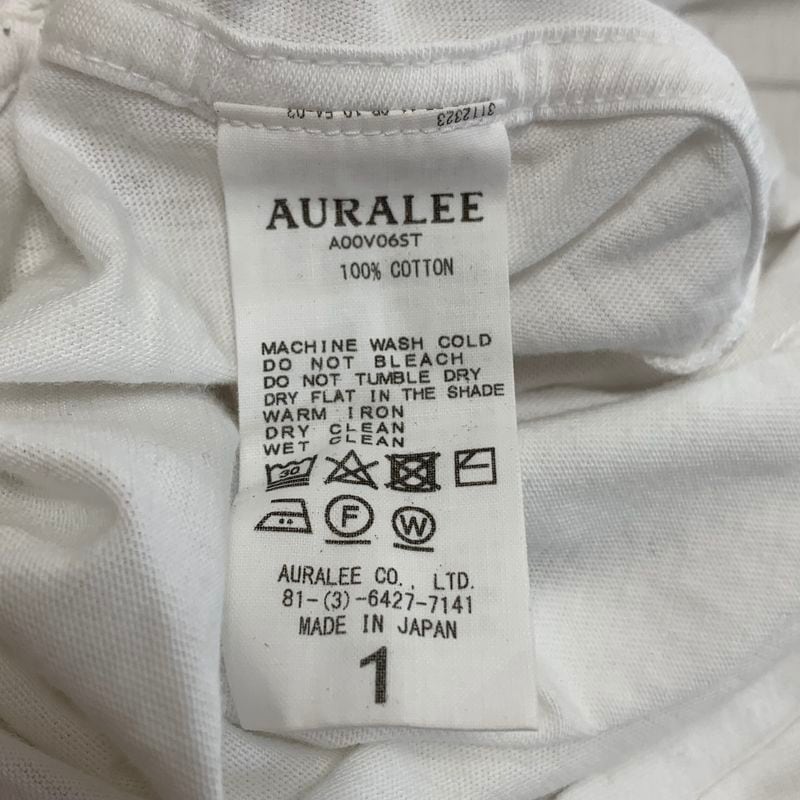 3112323
AURALEE
A00V06ST
100% COTTON
MACHINE WASH COLD
DO NOT BLEACH
DO NOT TUMBLE DRY
DRY FLAT IN THE SHADE
WARM IRON
DRY CLEAN
WET CLEAN
30
F
W
AURALEE CO., LTD.
81-(3)-6427-7141
MADE IN JAPAN
1